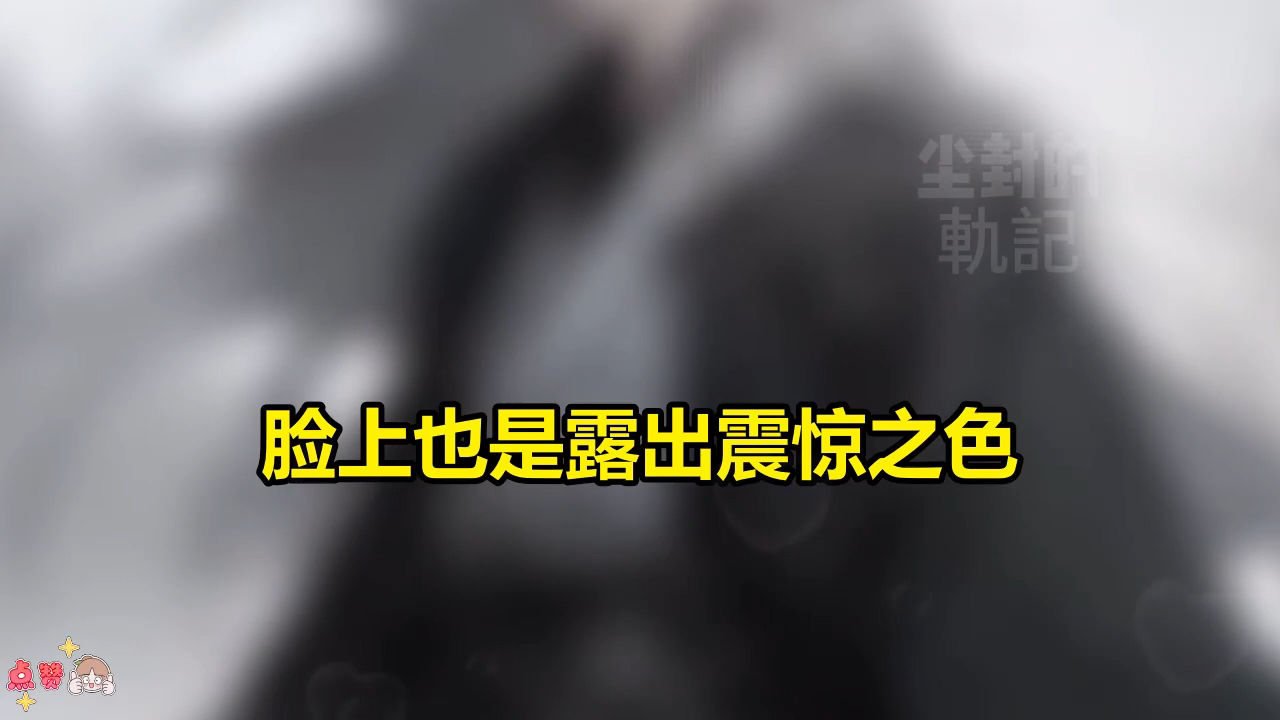 尘封的
軌記
脸上也是露出震惊之色
点赞